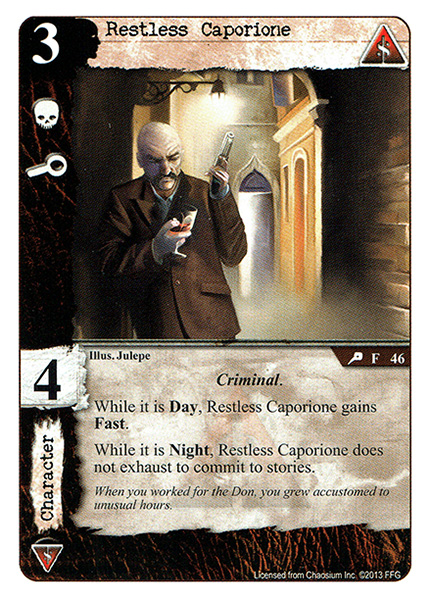 3
Restless Caporione
Illus. Julepe
F 46
4
Character
Criminal.
While it is Day, Restless Caporione gains
Fast.
While it is Night, Restless Caporione does
not exhaust to commit to stories.
When you worked for the Don, you grew accustomed to
unusual hours.
Licensed from Chaosium Inc. ©2013 FFG